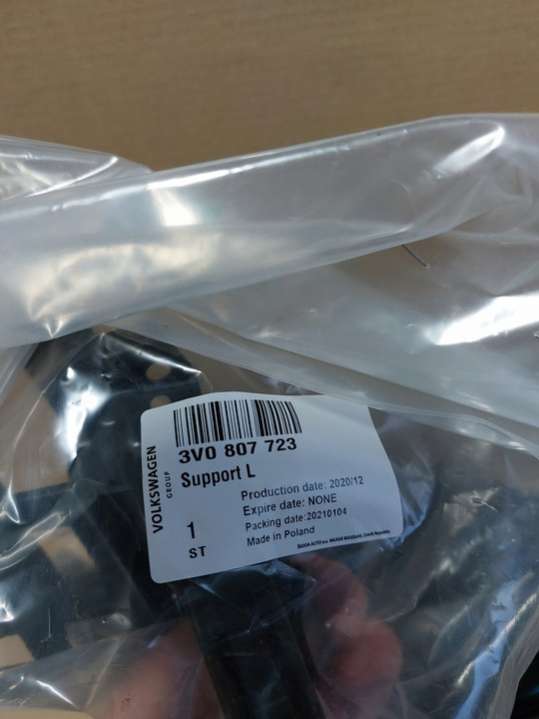 VOLKSWAGEN
GROUP
3V0 807 723
Support L
1
ST
Production date: 2020/12
Expire date: NONE
Packing date:20210104
Made in Poland